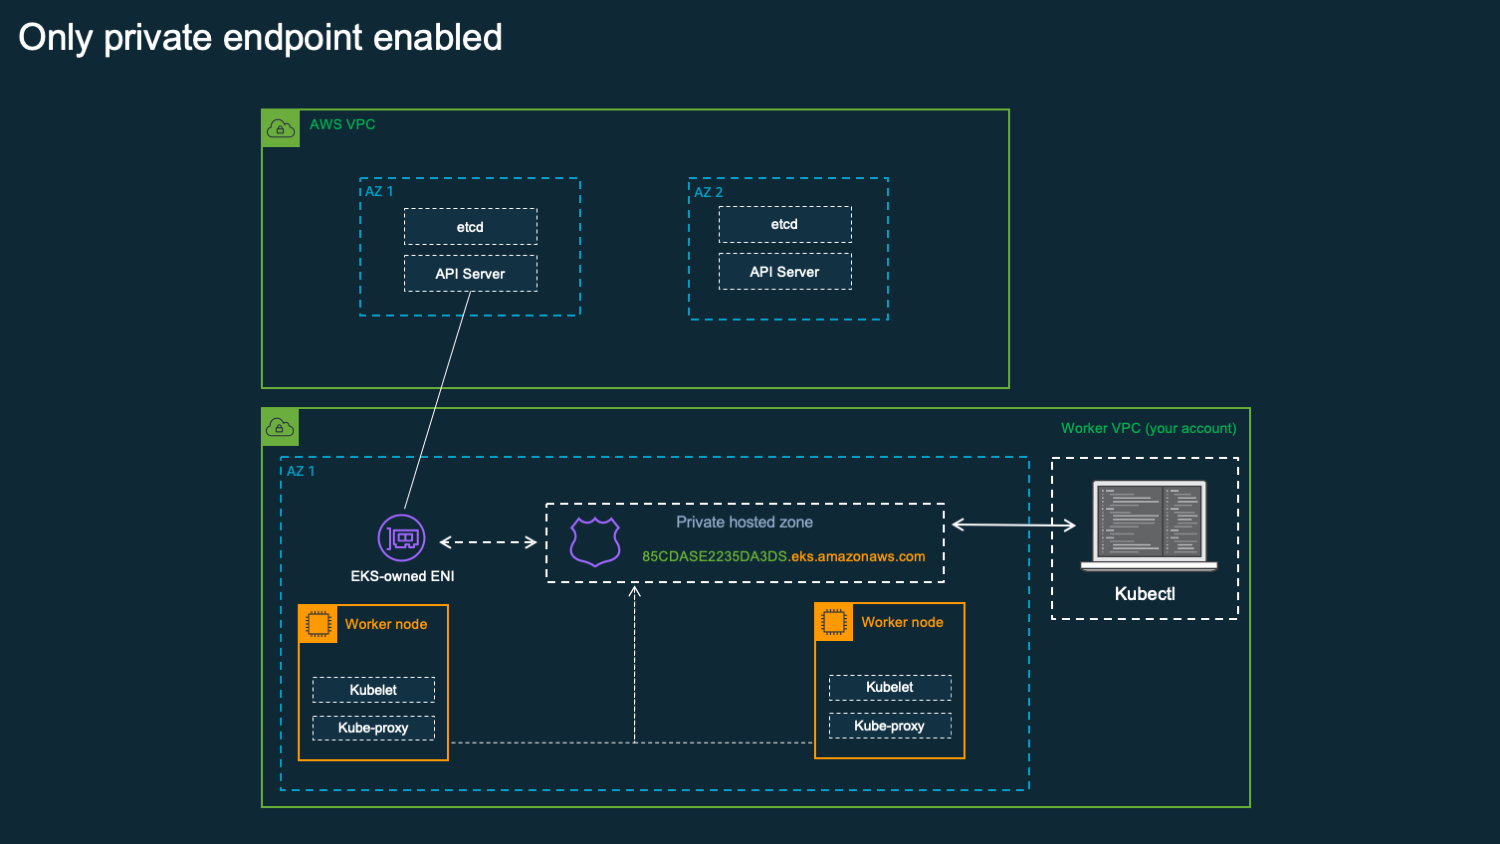 Only private endpoint enabled
AWS VPC
AZ 1
etcd
API Server
AZ 2
etcd
API Server
Worker VPC (your account)
AZ 1
EKS-owned ENI
Private hosted zone
85CDASE2235DA3DS.eks.amazonaws.com
Kubectl
Worker node
Kubelet
Kube-proxy
Worker node
Kubelet
Kube-proxy